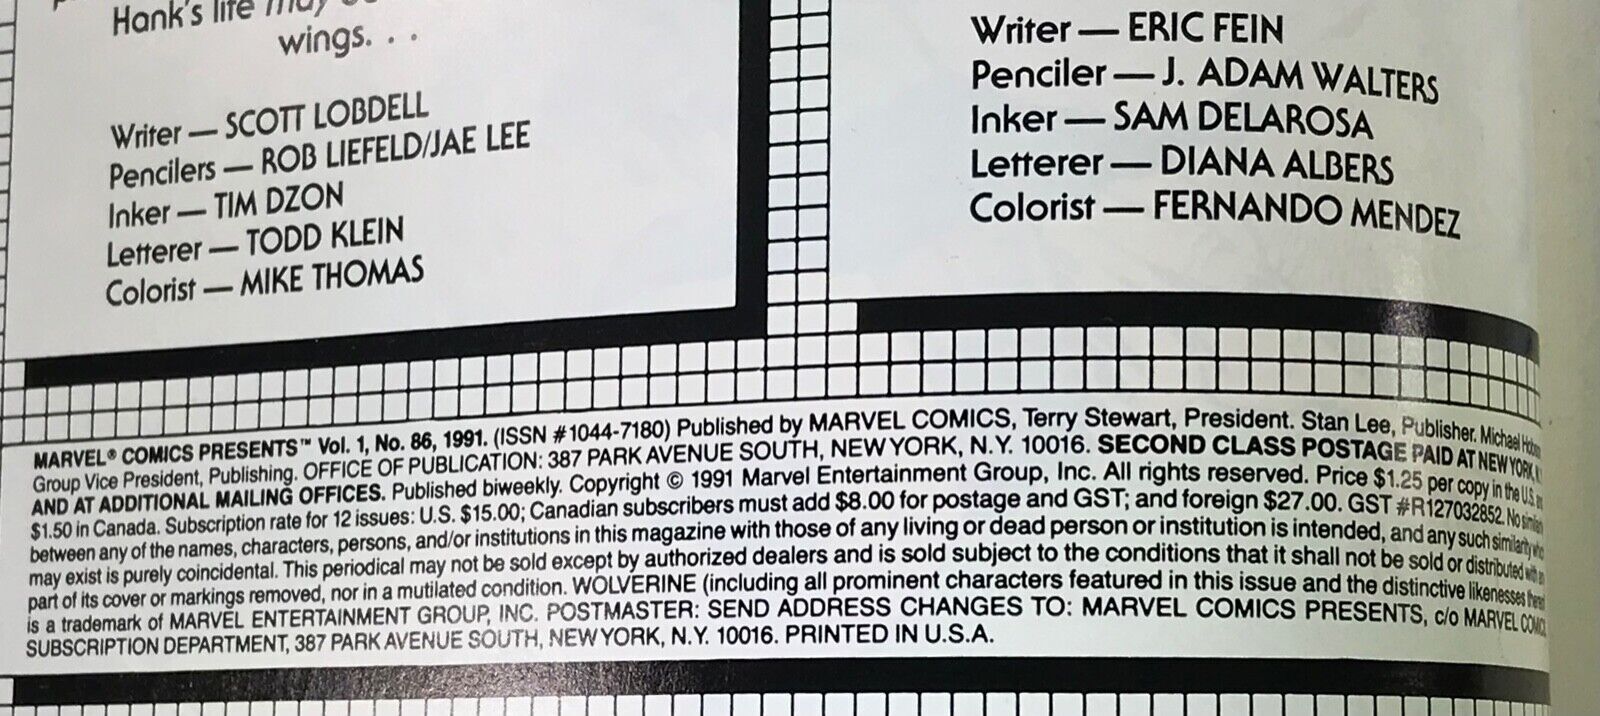 Hank's life may
wings. . .
Writer — SCOTT LOBDELL
Pencilers — ROB LIEFELD/JAE LEE
Inker — TIM DZON
Letterer — TODD KLEIN
Colorist — MIKE THOMAS
Writer — ERIC FEIN
Penciler — J. ADAM WALTERS
Inker — SAM DELAROSA
Letterer — DIANA ALBERS
Colorist — FERNANDO MENDEZ
MARVEL® COMICS PRESENTS™ Vol. 1, No. 86, 1991. (ISSN #1044-7180) Published by MARVEL COMICS, Terry Stewart, President. Stan Lee, Publisher. Michael
Group Vice President, Publishing. OFFICE OF PUBLICATION: 387 PARK AVENUE SOUTH, NEW YORK, N.Y. 10016. SECOND CLASS POSTAGE PAID AT NEW YORK,
AND AT ADDITIONAL MAILING OFFICES. Published biweekly. Copyright © 1991 Marvel Entertainment Group, Inc. All rights reserved. Price $1.25 per copy in the U.S.
$1.50 in Canada. Subscription rate for 12 issues: U.S. $15.00; Canadian subscribers must add $8.00 for postage and GST; and foreign $27.00. GST #R127032852. No
between any of the names, characters, persons, and/or institutions in this magazine with those of any living or dead person or institution is intended, and any such similarity
may exist is purely coincidental. This periodical may not be sold except by authorized dealers and is sold subject to the conditions that it shall not be sold or distributed
part of its cover or markings removed, nor in a mutilated condition. WOLVERINE (including all prominent characters featured in this issue and the distinctive likenesses
is a trademark of MARVEL ENTERTAINMENT GROUP, INC. POSTMASTER: SEND ADDRESS CHANGES TO: MARVEL COMICS PRESENTS, c/o MARVEL
SUBSCRIPTION DEPARTMENT, 387 PARK AVENUE SOUTH, NEW YORK, N.Y. 10016. PRINTED IN U.S.A.